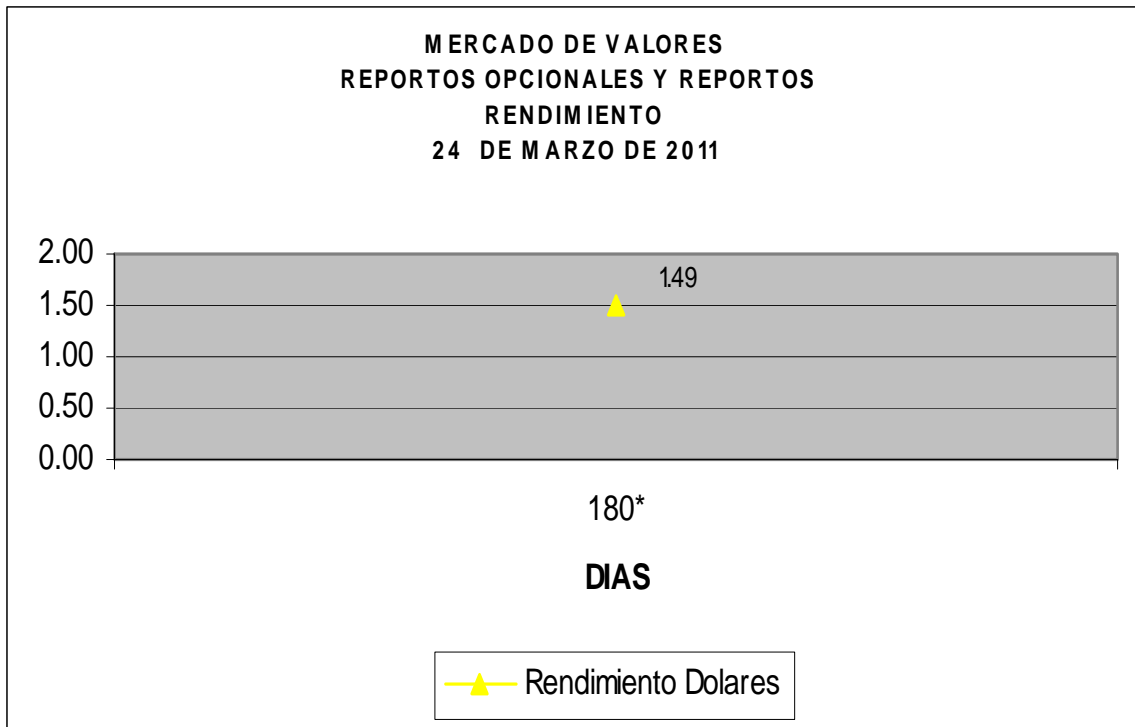 MERCADO DE VALORES
REPORTOS OPCIONALES Y REPORTOS
RENDIMIENTO
24 DE MARZO DE 2011
2.00
1.50
1.00
0.50
0.00
1.49
180*
DIAS
Rendimiento Dolares